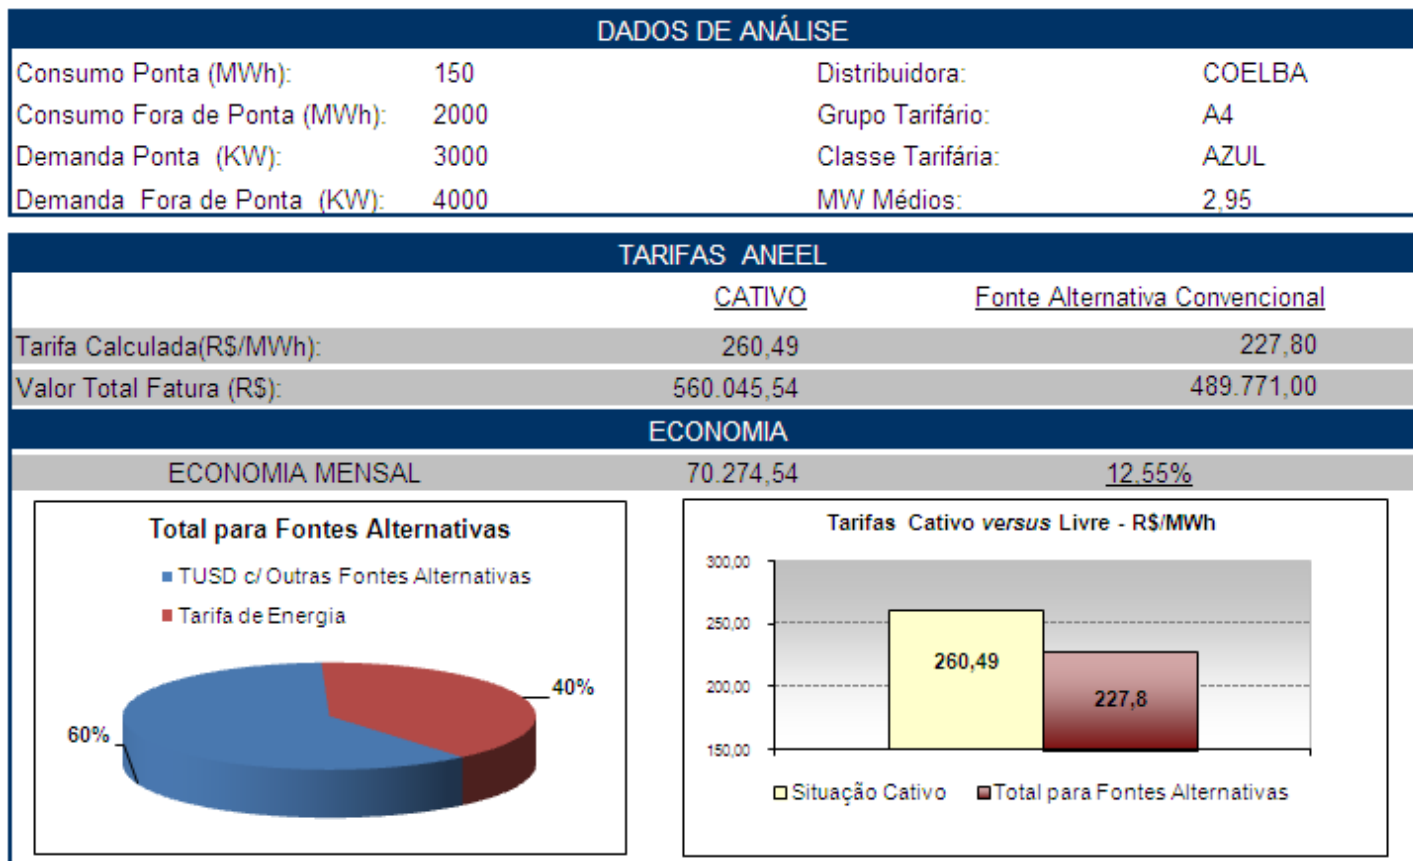 DADOS DE ANÁLISE
Consumo Ponta (MWh): 150 Distribuidora: COELBA
Consumo Fora de Ponta (MWh): 2000 Grupo Tarifário: A4
Demanda Ponta (KW): 3000 Classe Tarifária: AZUL
Demanda Fora de Ponta (KW): 4000 MW Médios: 2,95
TARIFAS ANEEL
CATIVO Fonte Alternativa Convencional
Tarifa Calculada(R$/MWh): 260,49 227,80
Valor Total Fatura (R$): 560.045,54 489.771,00
ECONOMIA
ECONOMIA MENSAL 70.274,54 12,55%
Total para Fontes Alternativas
TUSD c/ Outras Fontes Alternativas
Tarifa de Energia
40%
60%
Tarifas Cativo versus Livre - R$/MWh
300,00
250,00
200,00
150,00
260,49
227,8
Situação Cativo Total para Fontes Alternativas